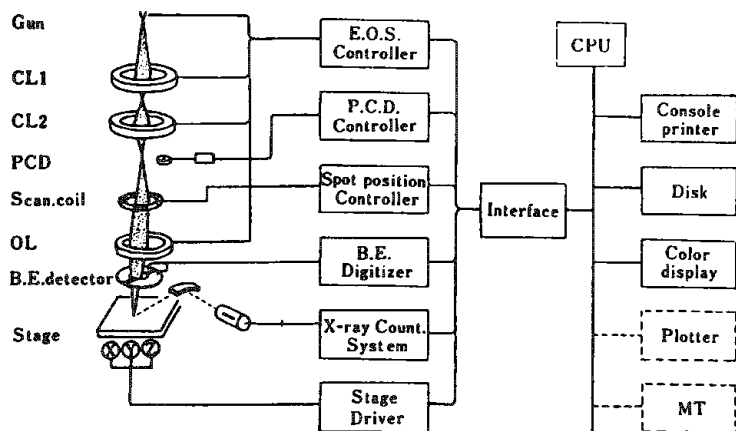 Gun
CL1
CL2
PCD
Scan.coil
OL
B.E.detector
Stage
X Y Z
E.O.S.
Controller
P.C.D.
Controller
Spot position
Controller
B.E.
Digitizer
X-ray Count.
System
Stage
Driver
Interface
CPU
Console
printer
Disk
Color
display
Plotter
MT